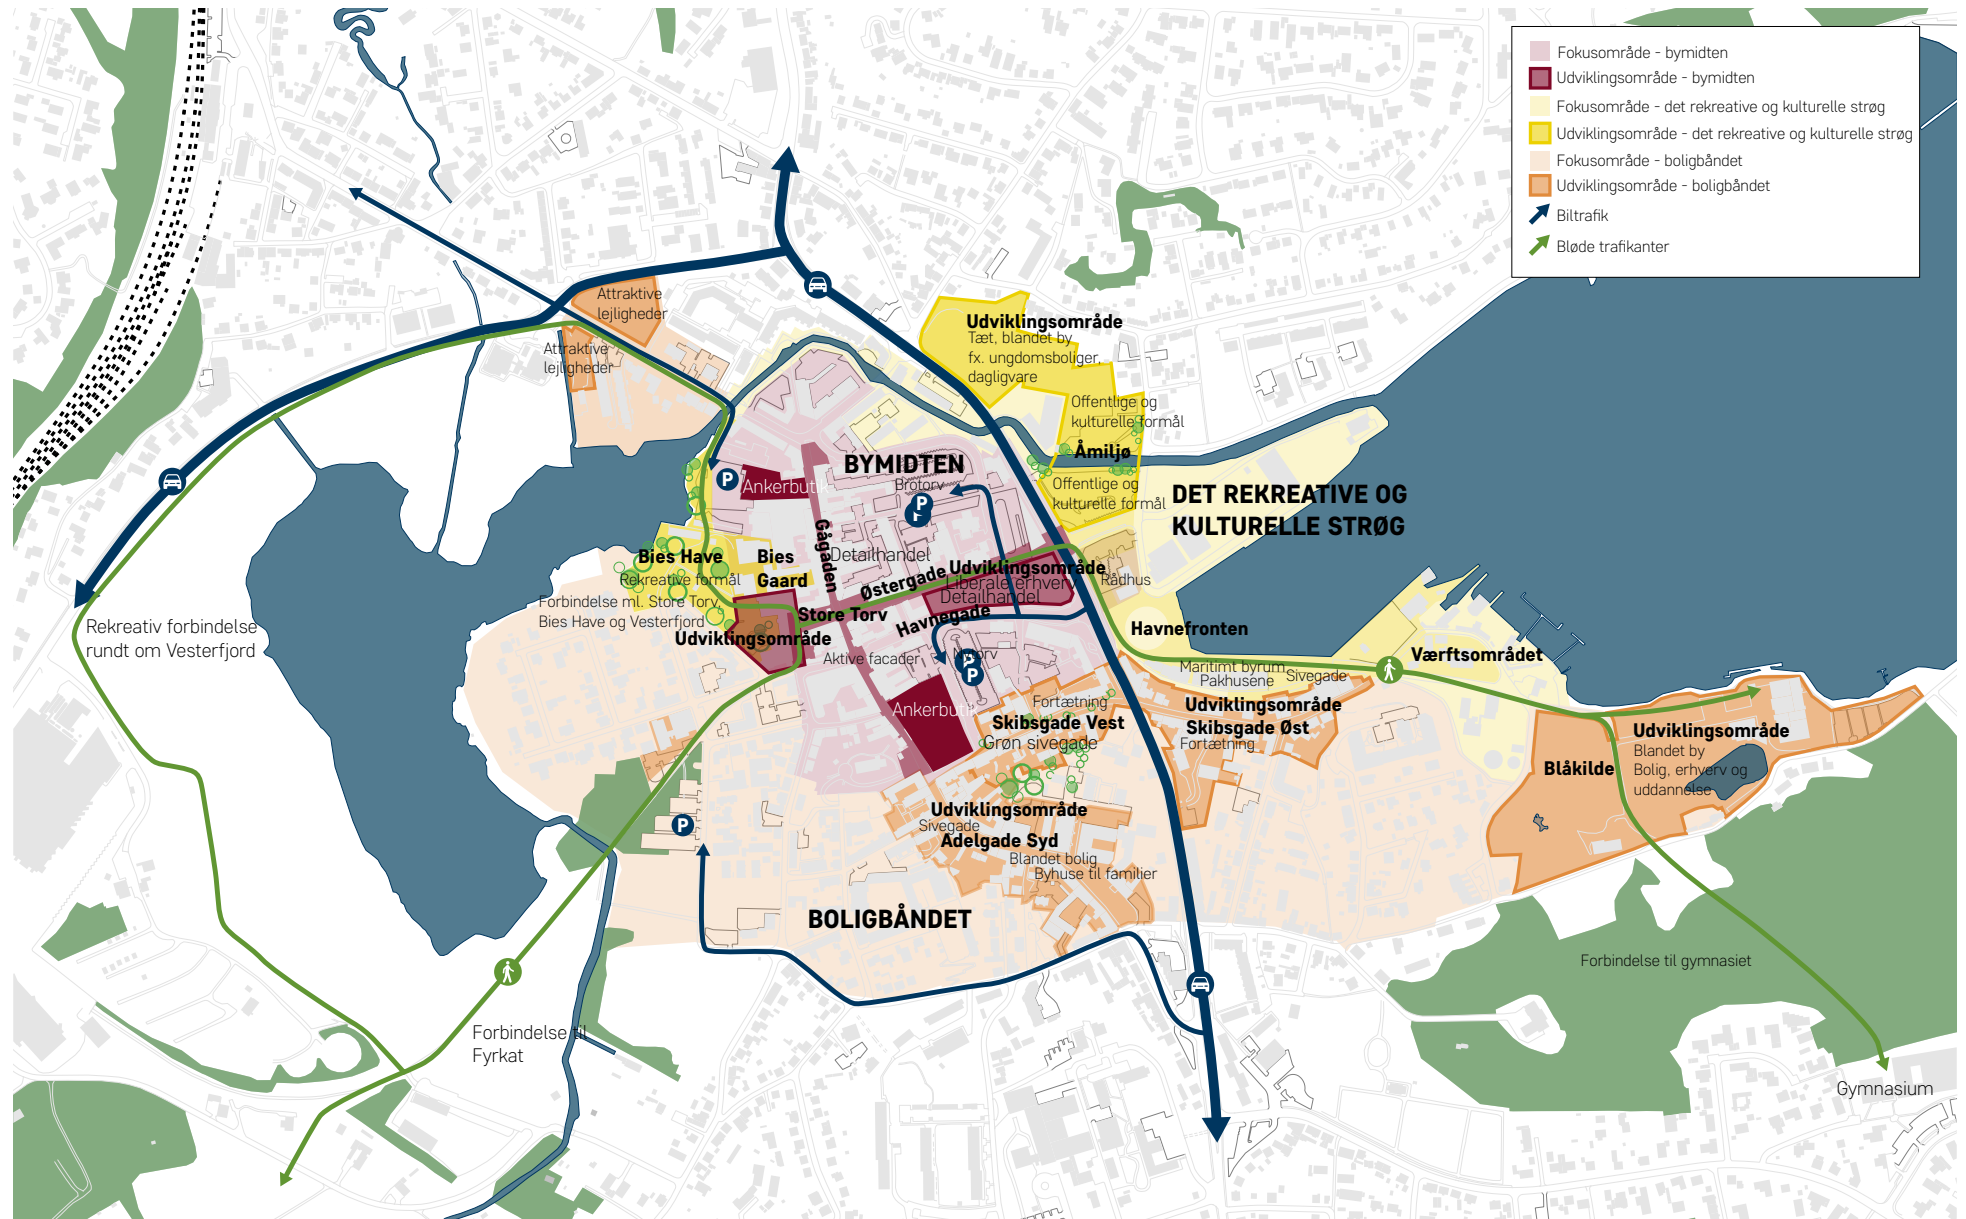 Fokusområde - bymidten
Udviklingsområde - bymidten
Fokusområde - det rekreative og kulturelle strøg
Udviklingsområde - det rekreative og kulturelle strøg
Fokusområde - boligbåndet
Udviklingsområde - boligbåndet
Biltrafik
Bløde trafikanter
Attraktive
lejligheder
Attraktive
lejligheder
Udviklingsområde
Tæt, blandet by
fx. ungdomsboliger,
dagligvare
Offentlige og
kulturelle formål
Åmiljø
Offentlige og
kulturelle formål
BYMIDTEN
Brotorv
P
P
Ankerbutik
P
DET REKREATIVE OG
KULTURELLE STRØG
Gågaden
Detailhandel
Bies Have
Rekreative formål
Bies
Gaard
Forbindelse ml. Store Torv,
Bies Have og Vesterfjord
Østergade
Udviklingsområde
Liberale erhverv
Detailhandel
Rådhus
Store Torv
Havnegade
Udviklingsområde
Aktive facader
Nytorv
P
P
Rekreativ forbindelse
rundt om Vesterfjord
Havnefronten
Maritimt byrum
Pakhusene
Sivegade
Værftsområdet
Ankerbutik
Fortætning
Skibsgade Vest
Grøn sivegade
Udviklingsområde
Skibsgade Øst
Fortætning
Udviklingsområde
Blandet by
Bolig, erhverv og
uddannelse
Blåkilde
P
Udviklingsområde
Sivegade
Adelgade Syd
Blandet bolig
Byhuse til familier
BOLIGBÅNDET
Forbindelse til gymnasiet
Forbindelse til
Fyrkat
Gymnasium